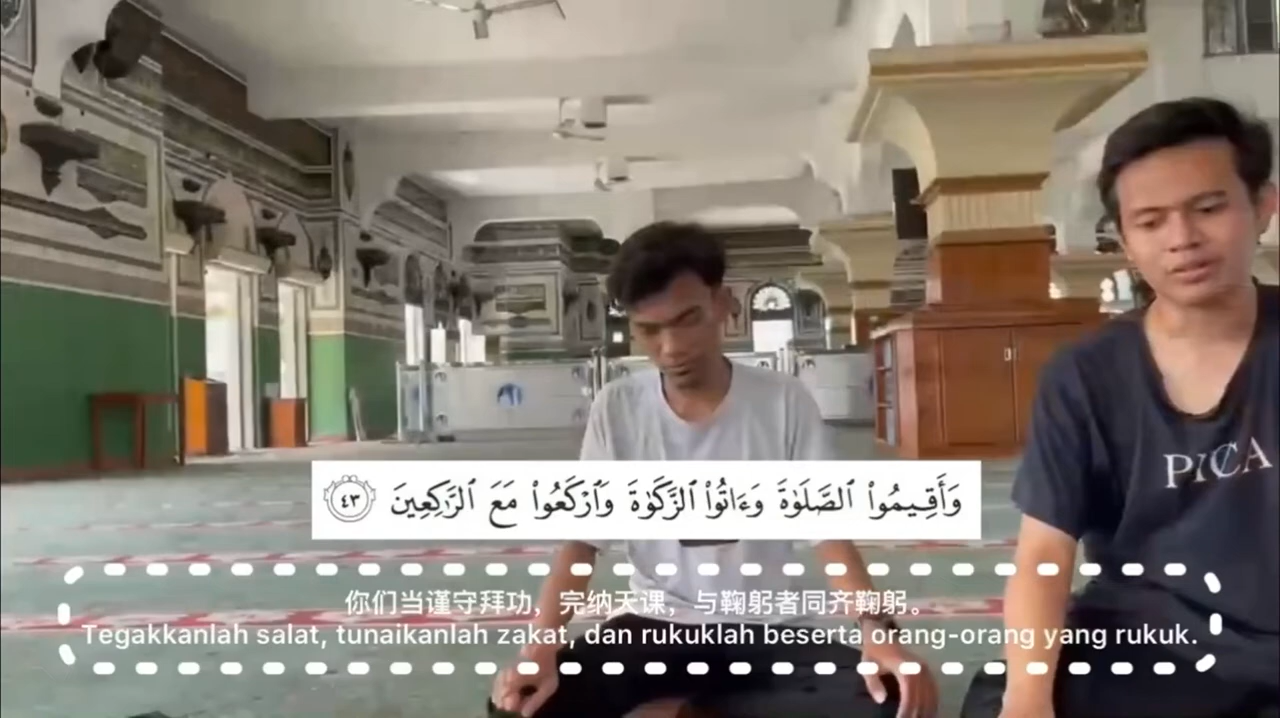 وَأَقِيمُواْ ٱلصَّلَوٰةَ وَءَاتُواْ ٱلزَّكَوٰةَ وَٱرْكَعُواْ مَعَ ٱلرَّٰكِعِينَ ٤٣
你们当谨守拜功，完纳天课，与鞠躬者同齐鞠躬。
Tegakkanlah salat, tunaikanlah zakat, dan rukuklah beserta orang-orang yang rukuk.